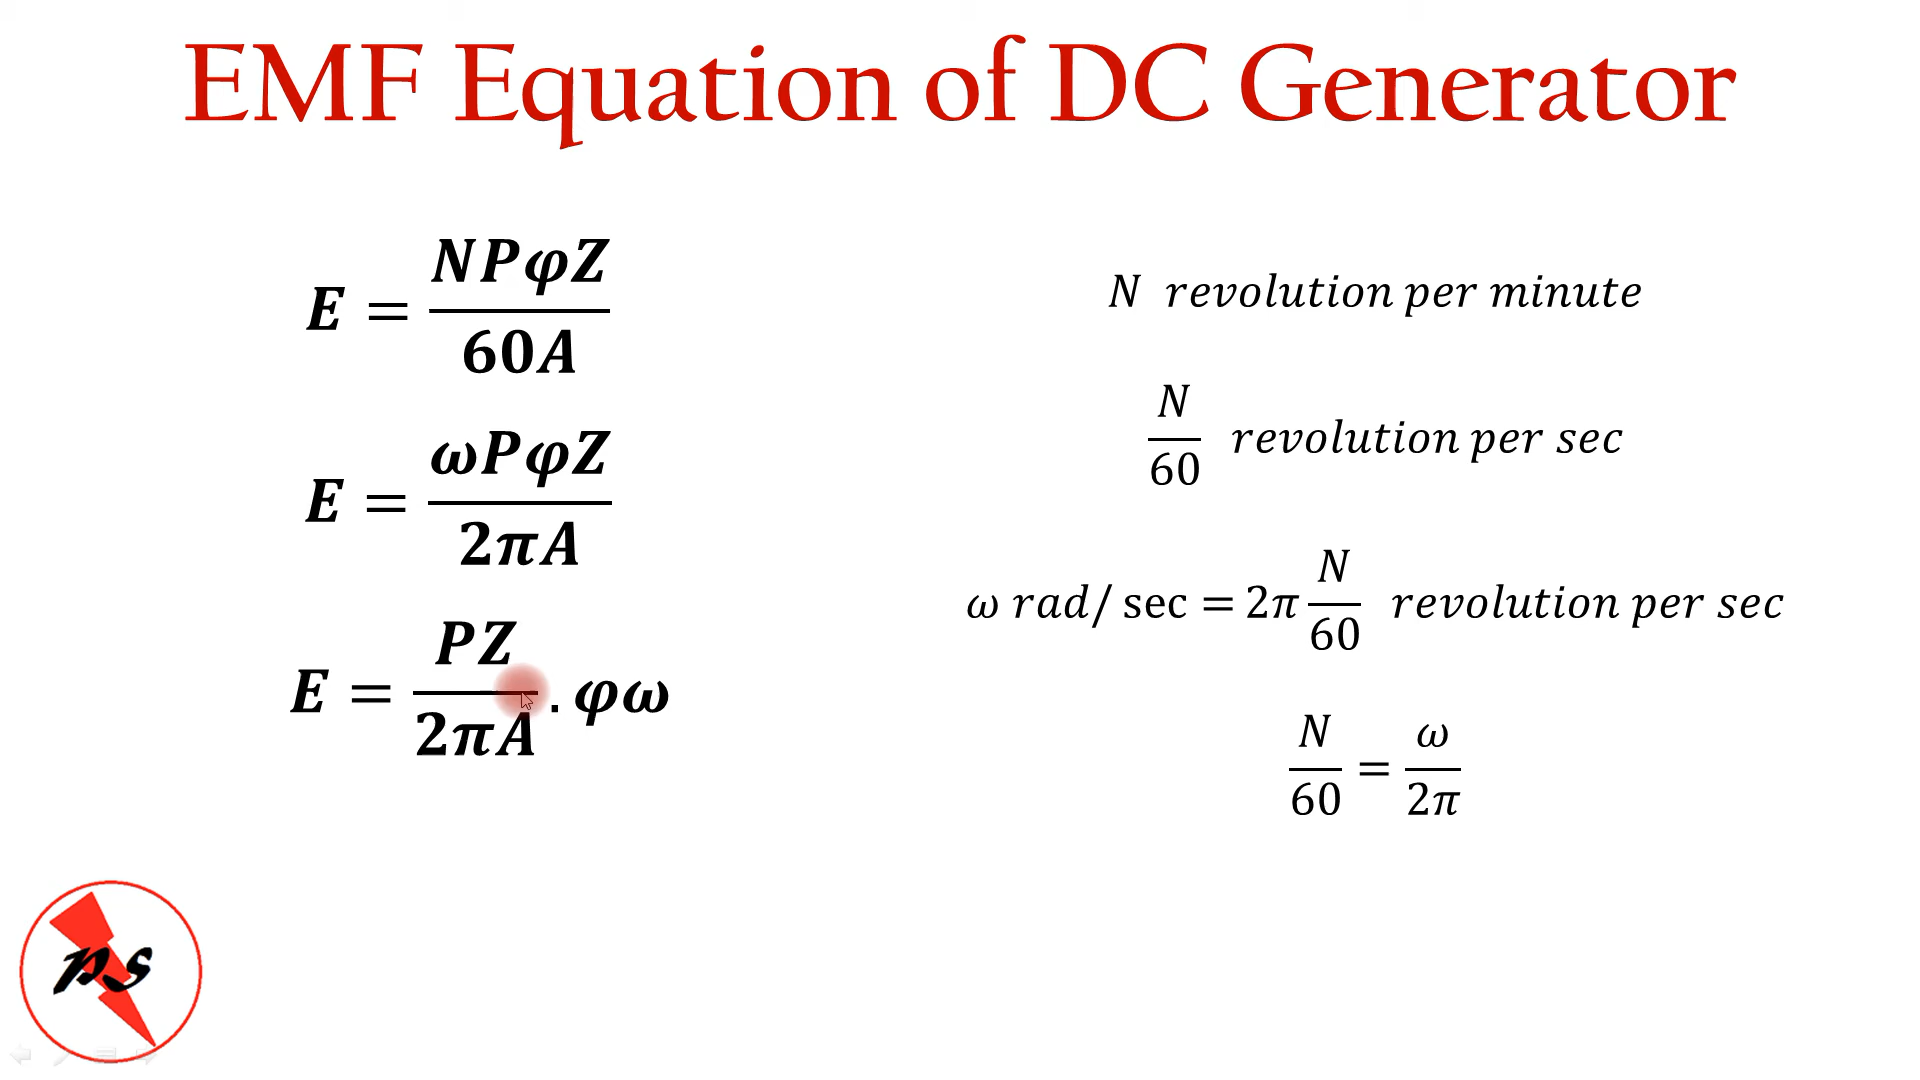 EMF Equation of DC Generator
E = NPφZ / 60A
E = ωPφZ / 2πA
E = PZ / 2πA . φω
N revolution per minute
N/60 revolution per sec
ω rad/ sec = 2π N/60 revolution per sec
N/60 = ω/2π
ps